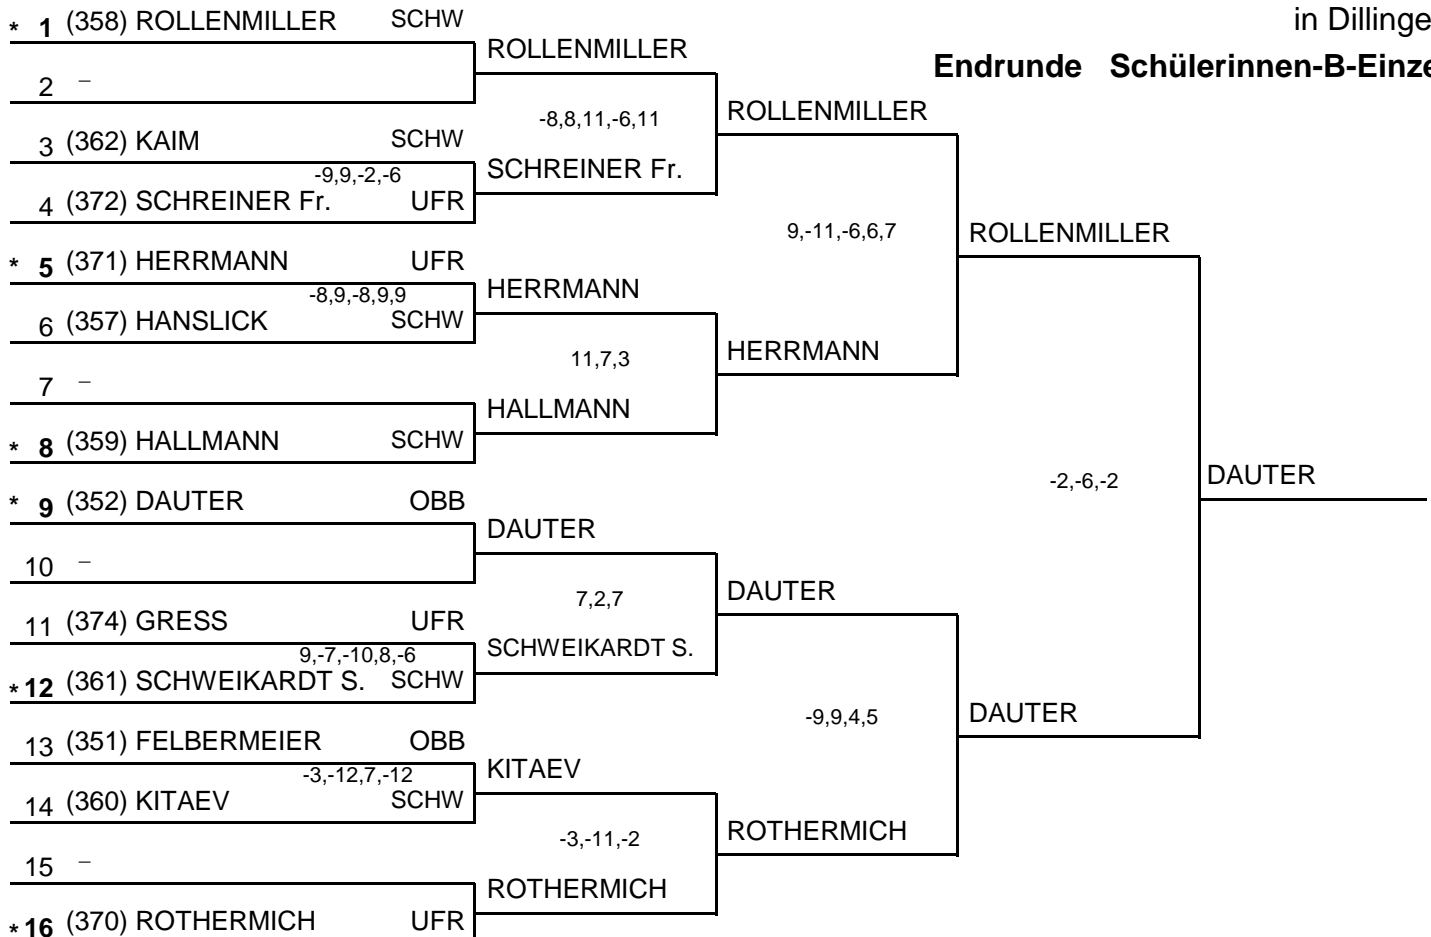 * 1 (358) ROLLENMILLER SCHW
in Dillinge
ROLLENMILLER
Endrunde Schülerinnen-B-Einze
2 –
-8,8,11,-6,11
ROLLENMILLER
3 (362) KAIM SCHW
-9,9,-2,-6
SCHREINER Fr.
4 (372) SCHREINER Fr. UFR
9,-11,-6,6,7
ROLLENMILLER
* 5 (371) HERRMANN UFR
-8,9,-8,9,9
HERRMANN
6 (357) HANSLICK SCHW
11,7,3
HERRMANN
7 –
HALLMANN
* 8 (359) HALLMANN SCHW
-2,-6,-2
DAUTER
* 9 (352) DAUTER OBB
DAUTER
10 –
7,2,7
DAUTER
11 (374) GRESS UFR
9,-7,-10,8,-6
SCHWEIKARDT S.
* 12 (361) SCHWEIKARDT S. SCHW
-9,9,4,5
DAUTER
13 (351) FELBERMEIER OBB
-3,-12,7,-12
KITAEV
14 (360) KITAEV SCHW
-3,-11,-2
ROTHERMICH
15 –
ROTHERMICH
* 16 (370) ROTHERMICH UFR